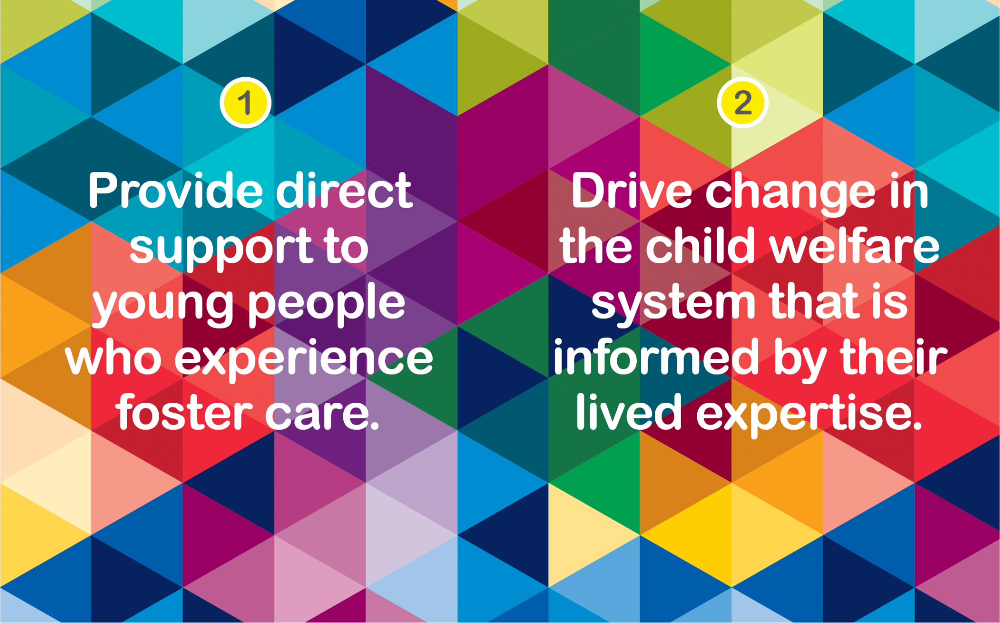 1
Provide direct
support to
young people
who experience
foster care.
2
Drive change in
the child welfare
system that is
informed by their
lived expertise.